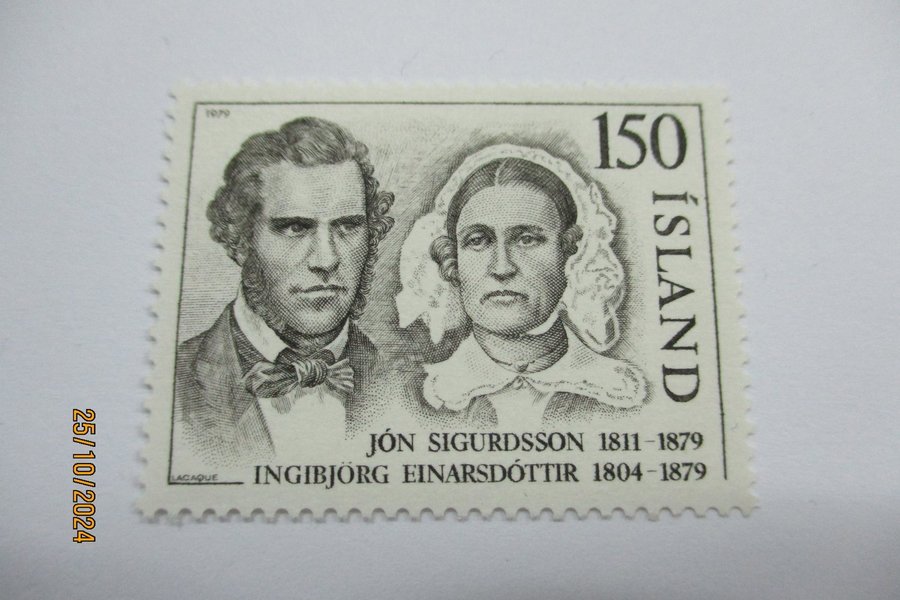 1979
150
ÍSLAND
JÓN SIGURDSSON 1811-1879
INGIBJÖRG EINARSDÓTTIR 1804-1879
LACAQUE
25/10/2024